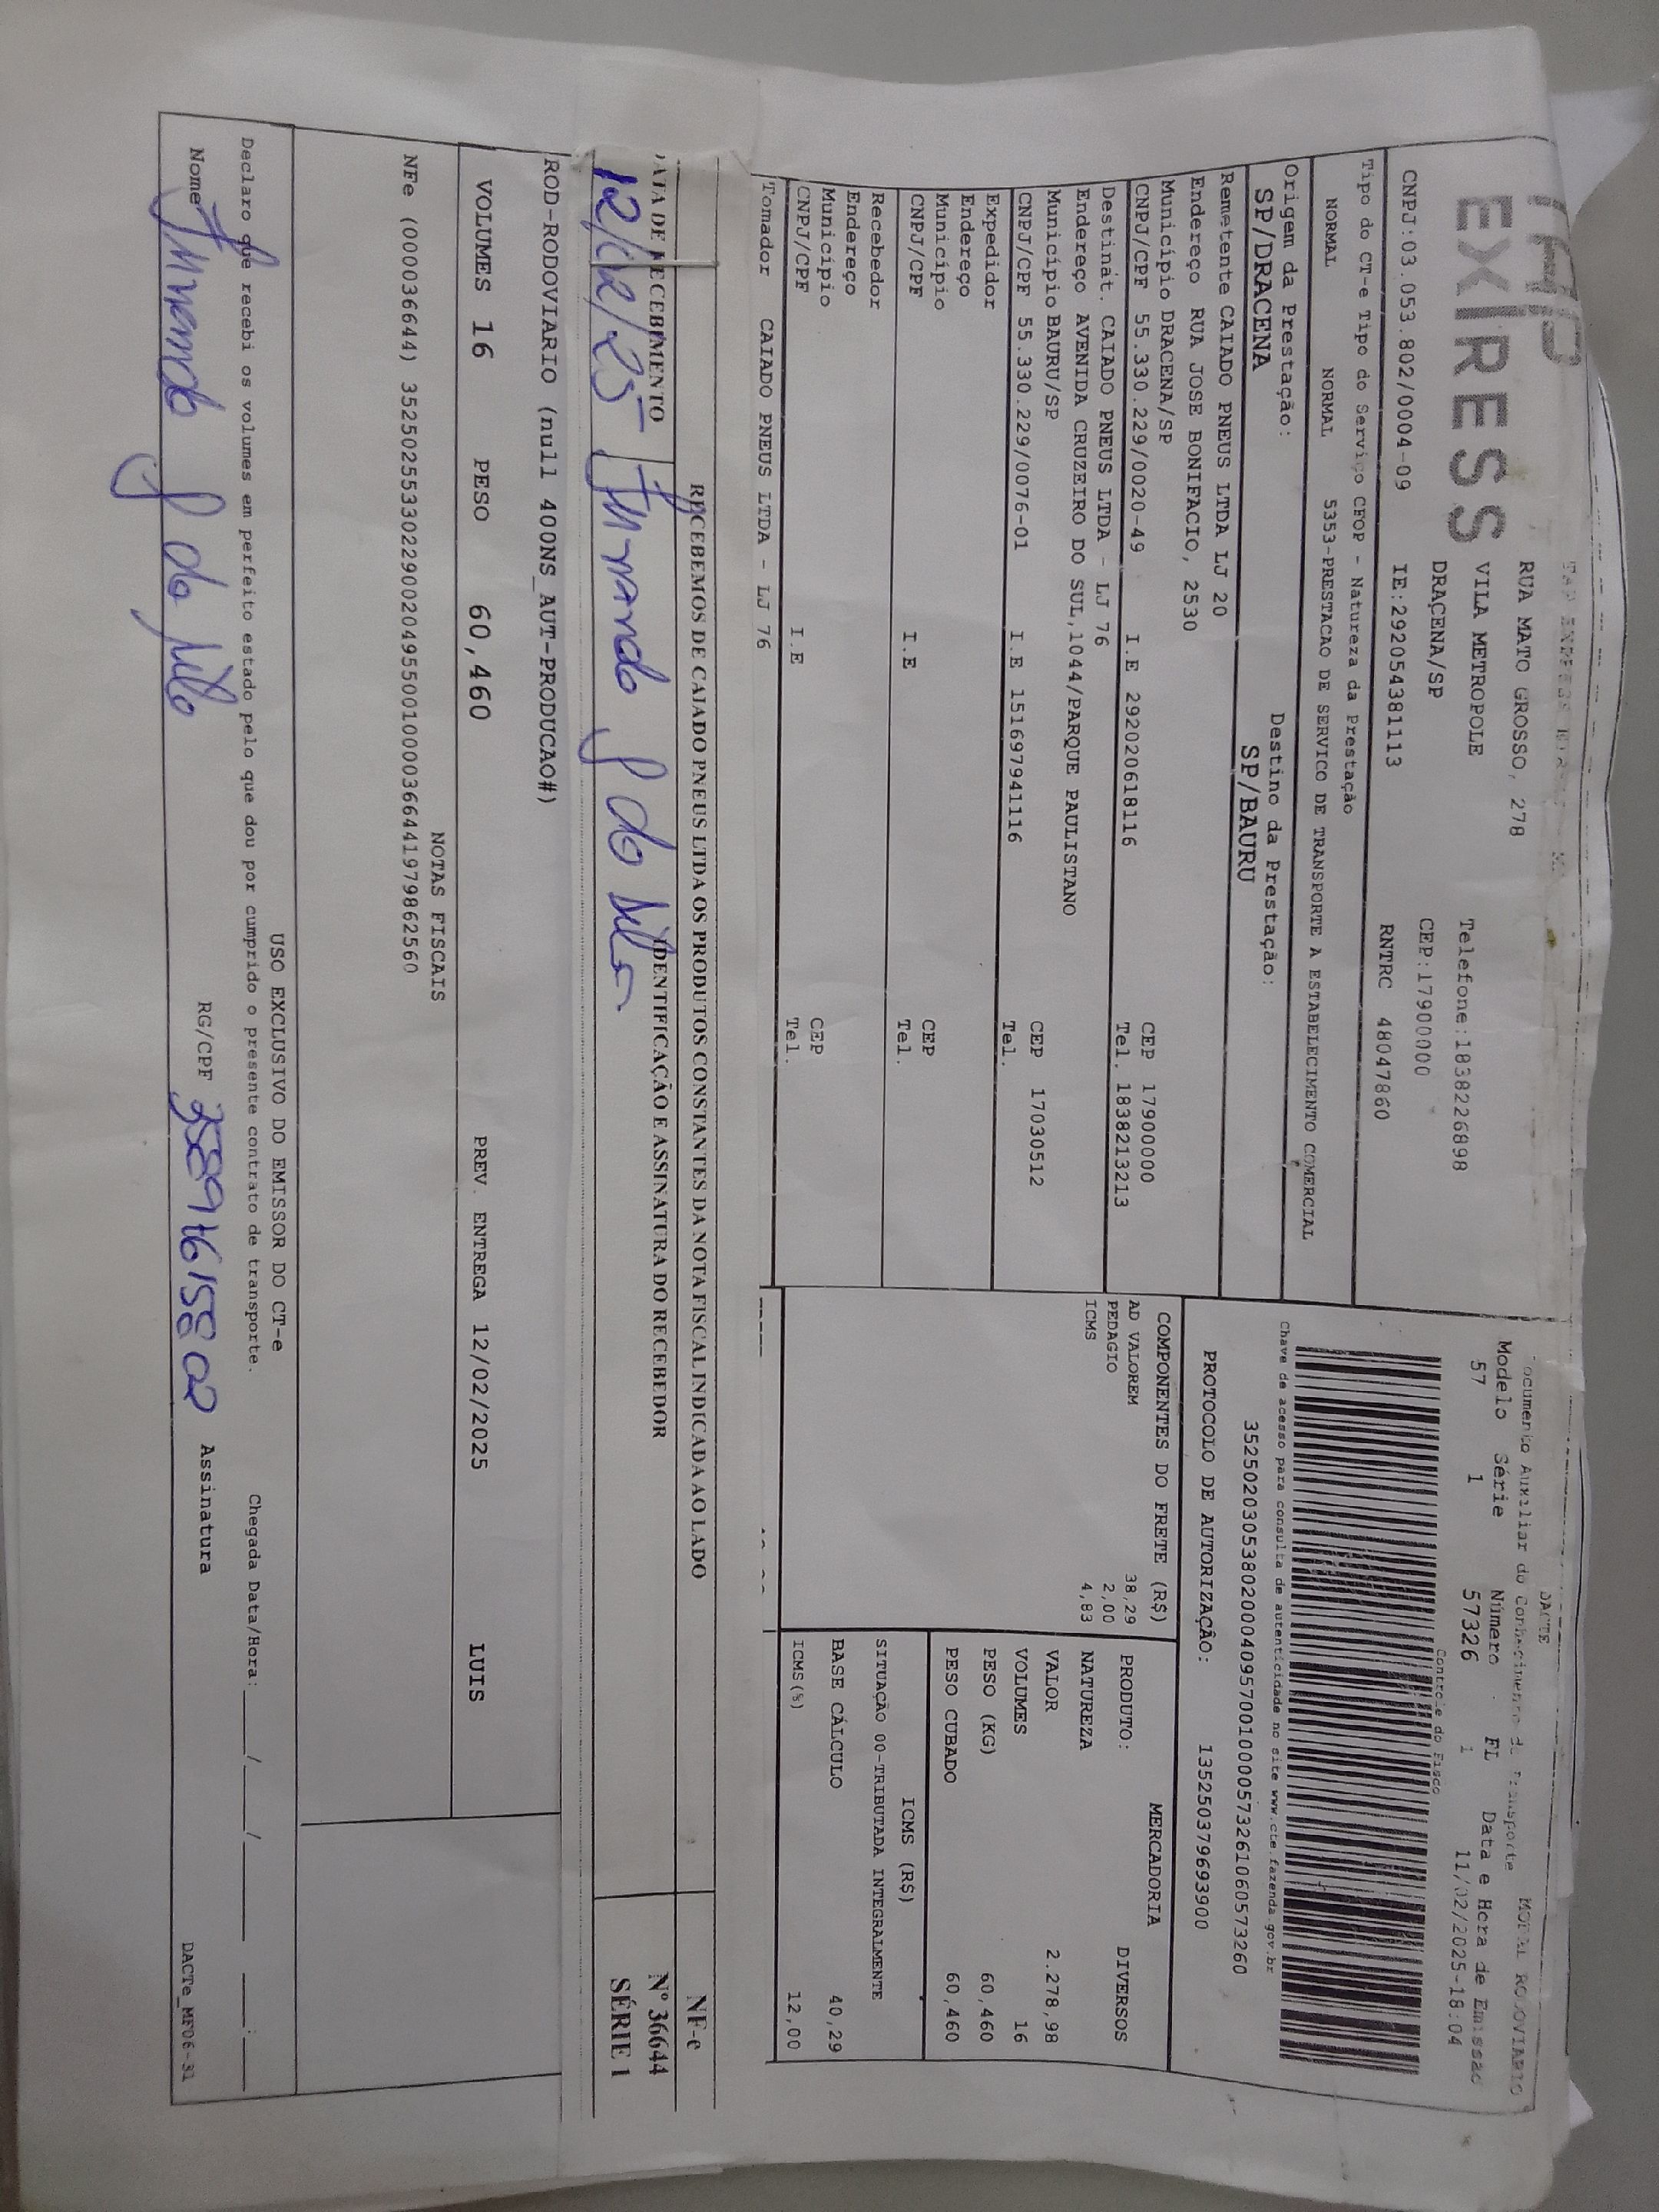 EXPRESS
RUA MATO GROSSO, 278
VILA METROPOLE
DRACENA/SP
Telefone:1838226898
CEP:17900000
CNPJ:03.053.802/0004-09 IE:292054381113 RNTRC 48047860
Tipo do CT-e Tipo do Serviço CFOP - Natureza da Prestação
NORMAL NORMAL 5353-PRESTACAO DE SERVICO DE TRANSPORTE A ESTABELECIMENTO COMERCIAL
Origem da Prestação: Destino da Prestação:
SP/DRACENA SP/BAURU
Remetente CAIADO PNEUS LTDA LJ 20
Endereço RUA JOSE BONIFACIO, 2530
Município DRACENA/SP CEP 17900000
CNPJ/CPF 55.330.229/0020-49 I.E 292020618116 Tel. 1838213213
Destinat. CAIADO PNEUS LTDA - LJ 76
Endereço AVENIDA CRUZEIRO DO SUL,1044/PARQUE PAULISTANO
Município BAURU/SP CEP 17030512
CNPJ/CPF 55.330.229/0076-01 I.E 151697941116 Tel.
Expedidor
Endereço
Município CEP
CNPJ/CPF I.E Tel.
Recebedor
Endereço
Município CEP
CNPJ/CPF I.E Tel.
Tomador CAIADO PNEUS LTDA - LJ 76
DACTE
Documento Auxiliar do Conhecimento de Transporte MODAL RODOVIARIO
Modelo Série Número FL Data e Hora de Emissão
57 1 57326 1 11/02/2025-18:04
Controle do Fisco
Chave de acesso para consulta de autenticidade no site www.cte.fazenda.gov.br
35250203053802000409570010000573261060573260
PROTOCOLO DE AUTORIZAÇÃO: 135250379693900
COMPONENTES DO FRETE (R$)
AD VALOREM 38,29
PEDAGIO 2,00
ICMS 4,83
MERCADORIA
PRODUTO: DIVERSOS
NATUREZA
VALOR 2.278,98
VOLUMES 16
PESO (KG) 60,460
PESO CUBADO 60,460
ICMS (R$)
SITUAÇÃO 00-TRIBUTADA INTEGRALMENTE
BASE CÁLCULO 40,29
ICMS(%) 12,00
RECEBEMOS DE CAIADO PNEUS LTDA OS PRODUTOS CONSTANTES DA NOTA FISCAL INDICADA AO LADO
NF-e
Nº 36644
SÉRIE 1
DATA DE RECEBIMENTO IDENTIFICAÇÃO E ASSINATURA DO RECEBEDOR
12/02/25
ROD-RODOVIARIO (null 400NS_AUT-PRODUCAO#)
VOLUMES 16 PESO 60,460 PREV. ENTREGA 12/02/2025 LUIS
NOTAS FISCAIS
NFe (000036644) 35250255330229002049550010000366441979862560
USO EXCLUSIVO DO EMISSOR DO CT-e
Declaro que recebi os volumes em perfeito estado pelo que dou por cumprido o presente contrato de transporte. Chegada Data/Hora: ___/___/___ ___:___
Nome RG/CPF Assinatura
DACTe_MF06-31